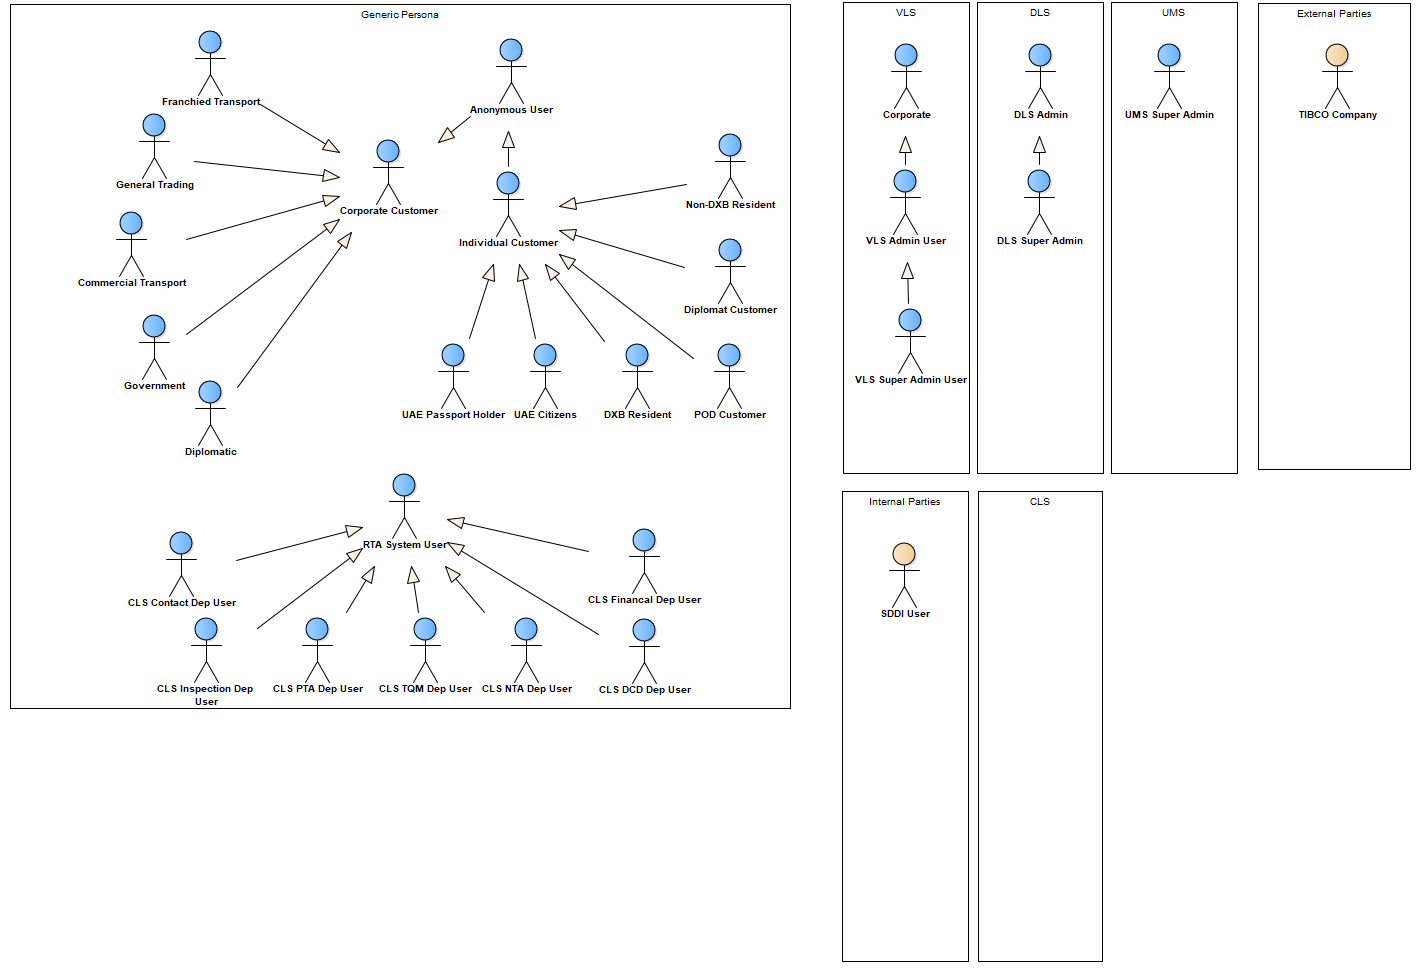 Generic Persona
Franchied Transport
Anonymous User
General Trading
Corporate Customer
Non-DXB Resident
Individual Customer
Commercial Transport
Diplomat Customer
Government
UAE Passport Holder
UAE Citizens
DXB Resident
POD Customer
Diplomatic
RTA System User
CLS Contact Dep User
CLS Financal Dep User
CLS Inspection Dep
User
CLS PTA Dep User
CLS TQM Dep User
CLS NTA Dep User
CLS DCD Dep User
VLS
Corporate
VLS Admin User
VLS Super Admin User
DLS
DLS Admin
DLS Super Admin
UMS
UMS Super Admin
External Parties
TIBCO Company
Internal Parties
SDDI User
CLS